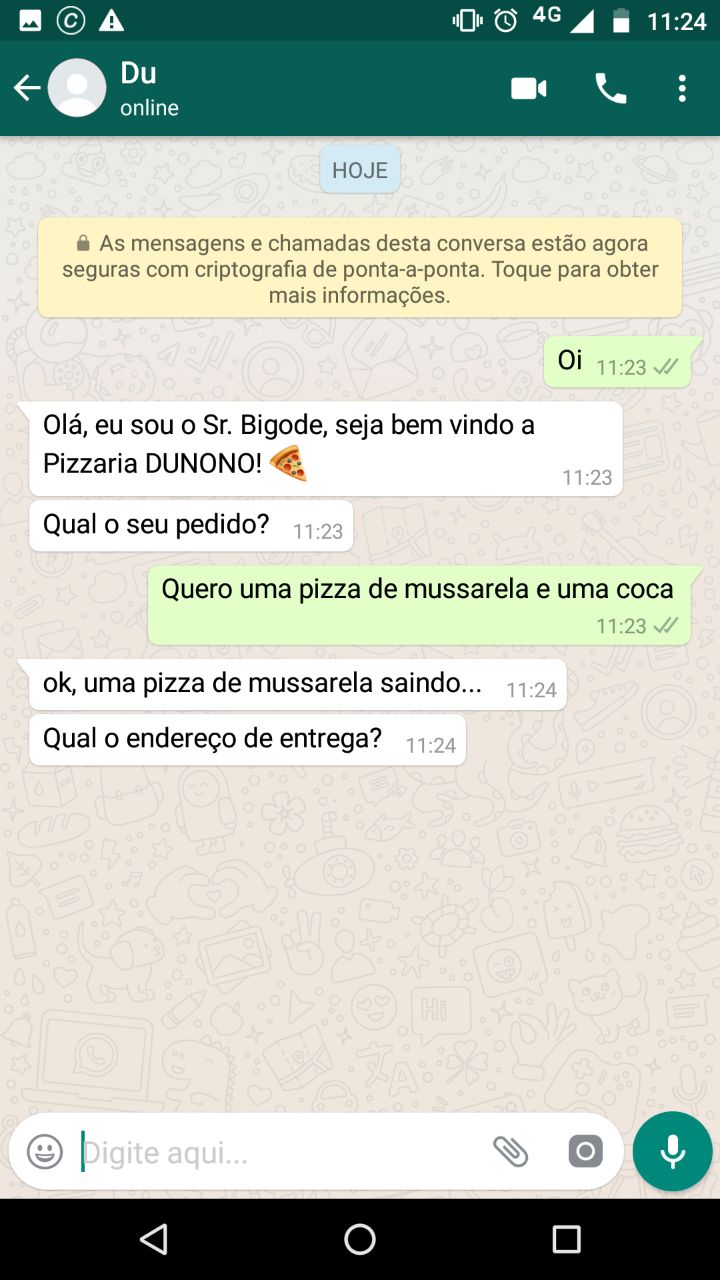 4G 11:24
Du
online
HOJE
As mensagens e chamadas desta conversa estão agora
seguras com criptografia de ponta-a-ponta. Toque para obter
mais informações.
Oi 11:23
Olá, eu sou o Sr. Bigode, seja bem vindo a
Pizzaria DUNONO!
11:23
Qual o seu pedido? 11:23
Quero uma pizza de mussarela e uma coca
11:23
ok, uma pizza de mussarela saindo... 11:24
Qual o endereço de entrega? 11:24
Hi
Digite aqui...